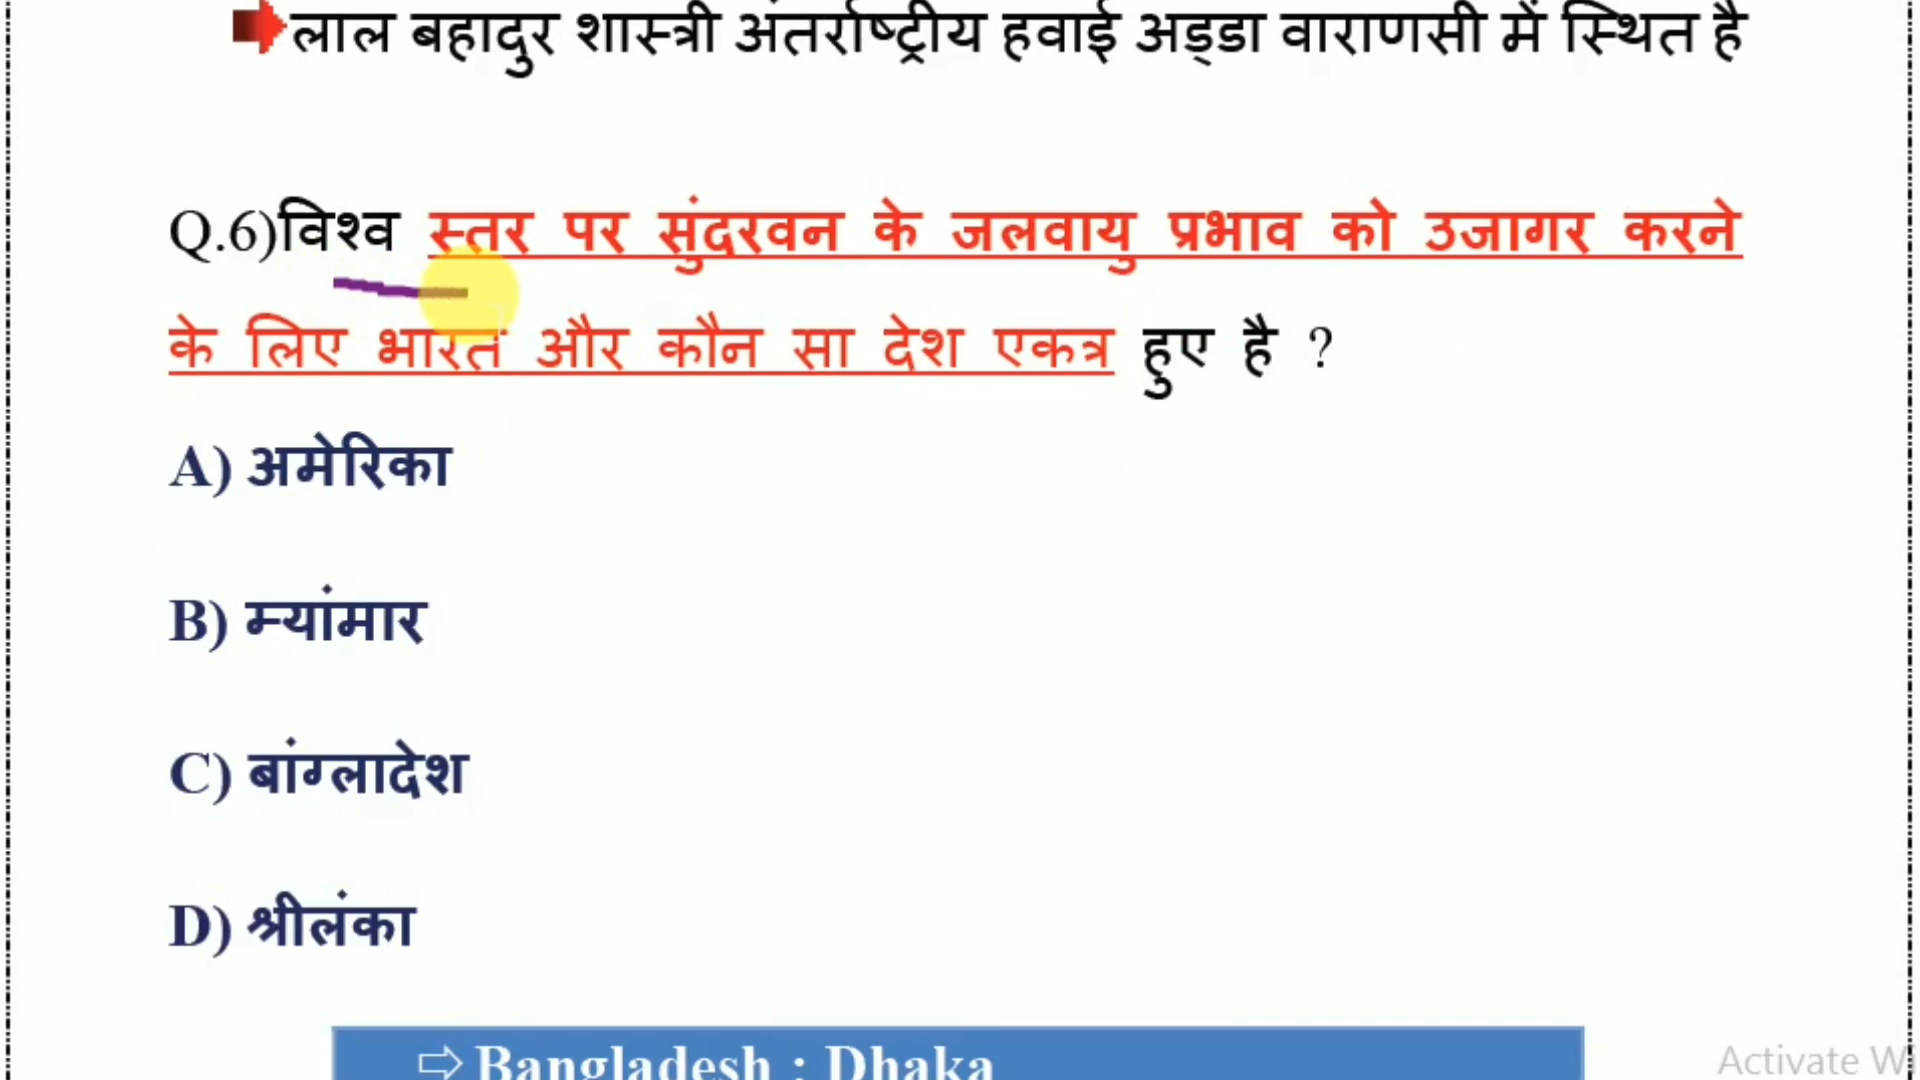 लाल बहादुर शास्त्री अंतर्राष्ट्रीय हवाई अड्डा वाराणसी में स्थित है
Q.6)विश्व स्तर पर सुंदरवन के जलवायु प्रभाव को उजागर करने
के लिए भारत और कौन सा देश एकत्र हुए है ?
A) अमेरिका
B) म्यांमार
C) बांग्लादेश
D) श्रीलंका
⇨ Bangladesh : Dhaka
Activate W